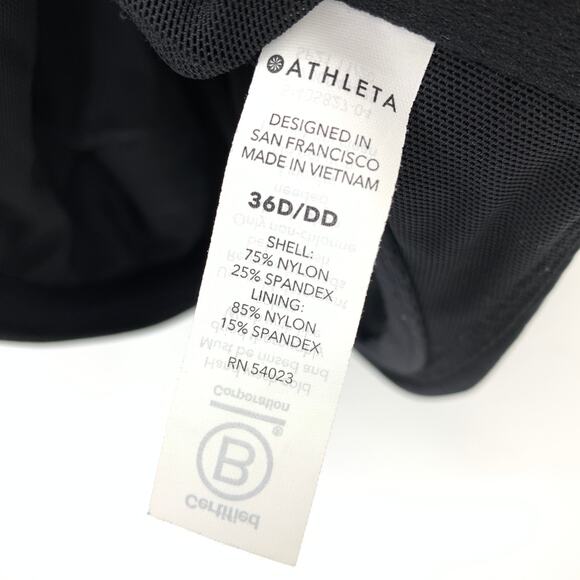 ATHLETA
DESIGNED IN
SAN FRANCISCO
MADE IN VIETNAM
36D/DD
SHELL:
75% NYLON
25% SPANDEX
LINING:
85% NYLON
15% SPANDEX
RN 54023
Corporation
B
®
Certified